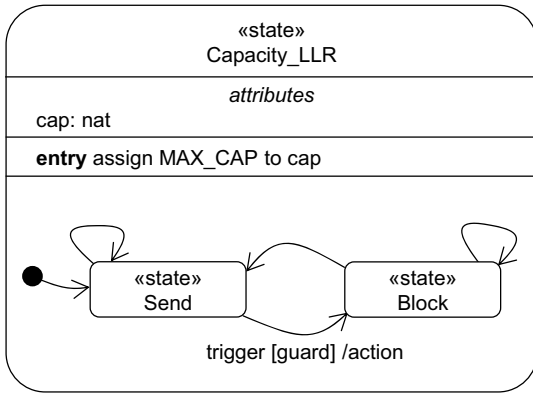 «state»
Capacity_LLR
attributes
cap: nat
entry assign MAX_CAP to cap
«state»
Send
«state»
Block
trigger [guard] /action